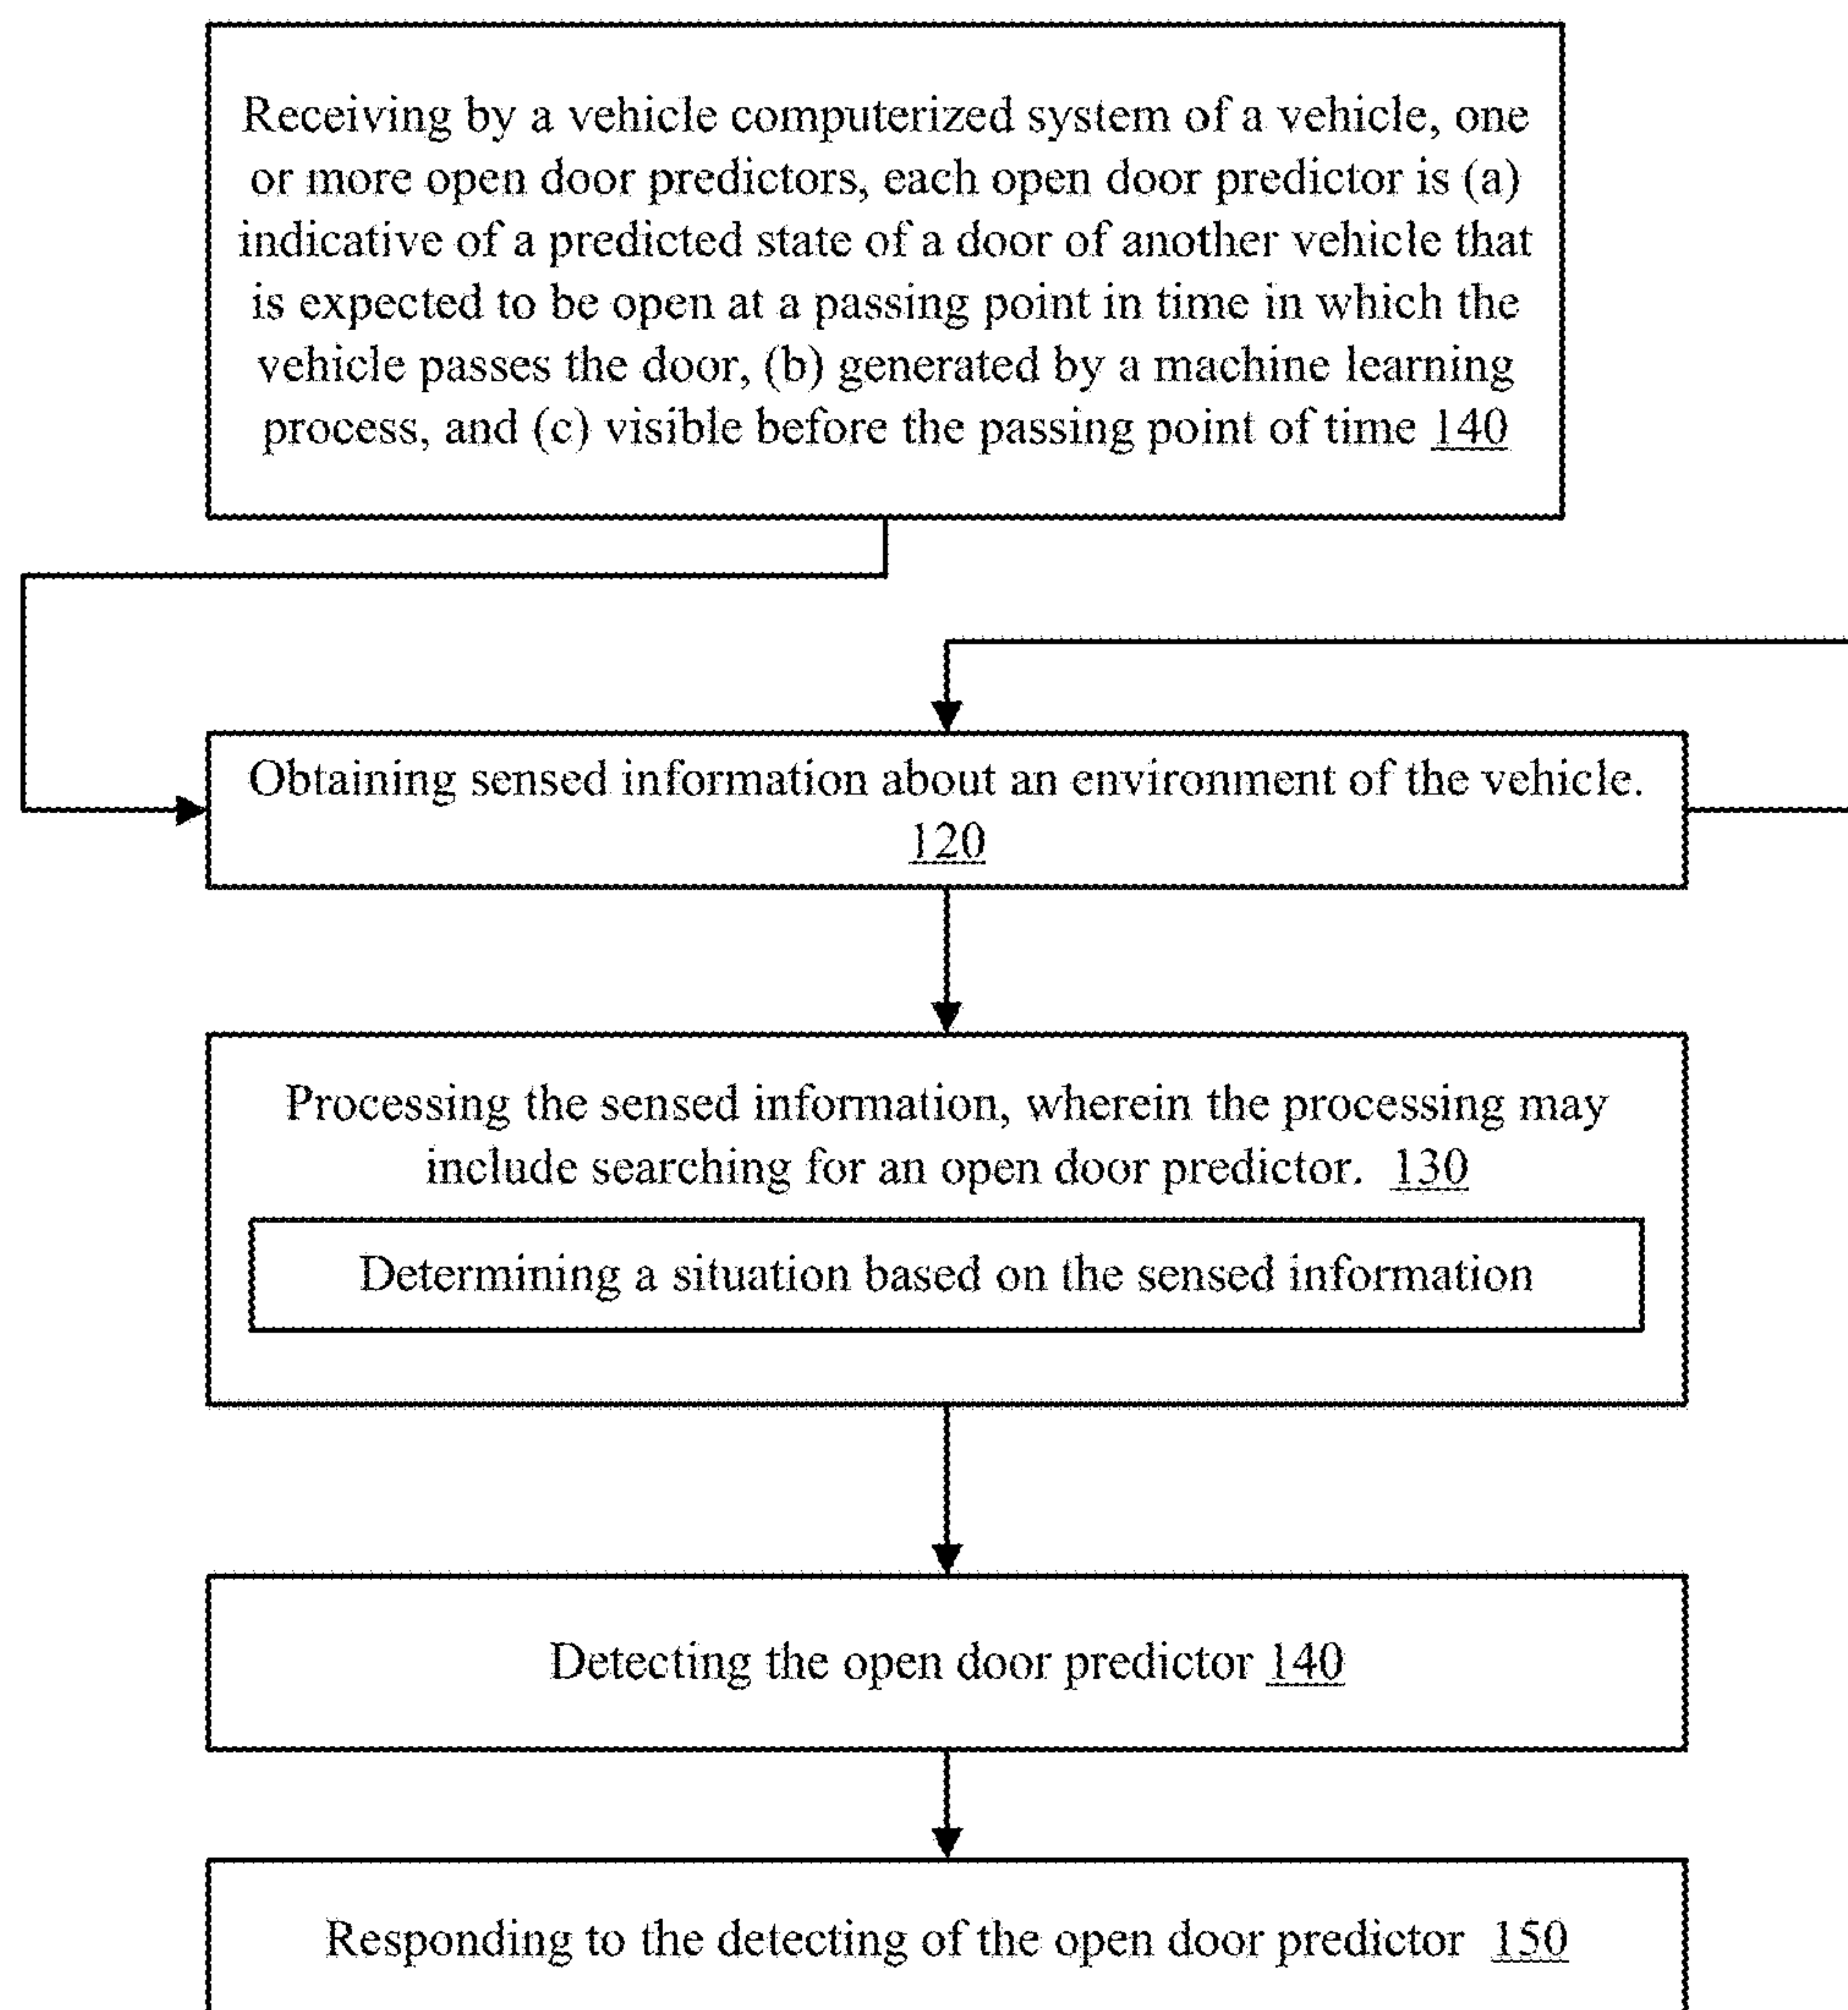 Receiving by a vehicle computerized system of a vehicle, one
or more open door predictors, each open door predictor is (a)
indicative of a predicted state of a door of another vehicle that
is expected to be open at a passing point in time in which the
vehicle passes the door, (b) generated by a machine learning
process, and (c) visible before the passing point of time 140
Obtaining sensed information about an environment of the vehicle.
120
Processing the sensed information, wherein the processing may
include searching for an open door predictor. 130
Determining a situation based on the sensed information
Detecting the open door predictor 140
Responding to the detecting of the open door predictor 150